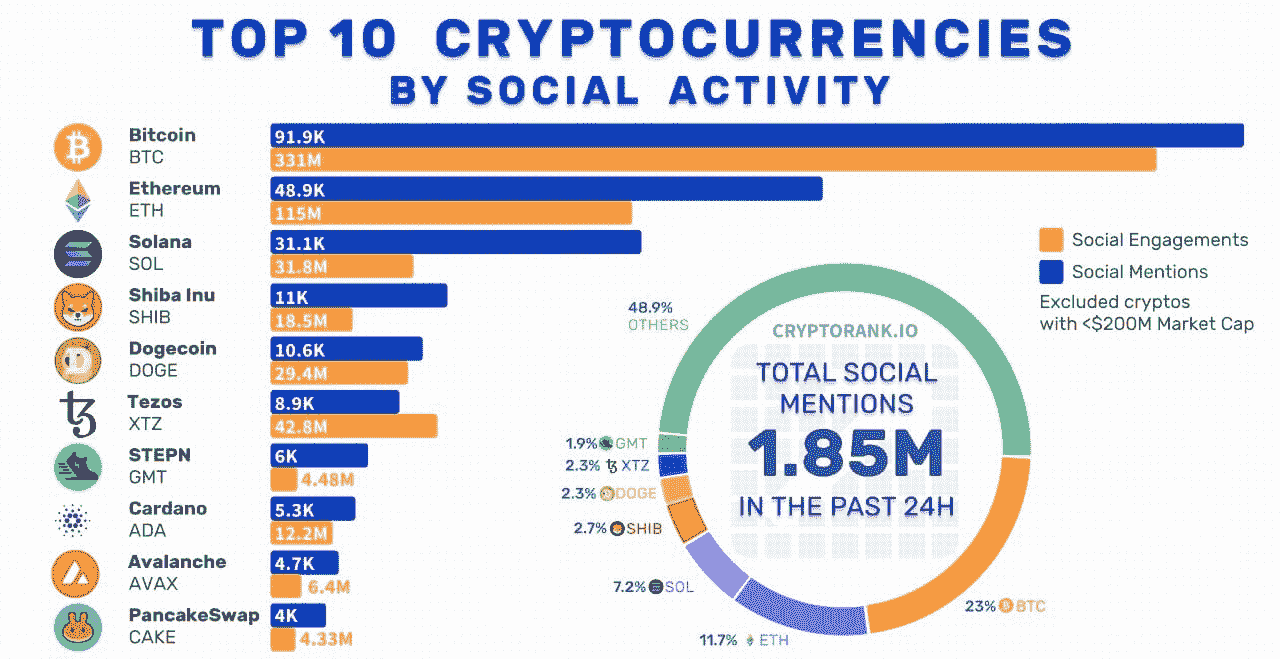 TOP 10 CRYPTOCURRENCIES
BY SOCIAL ACTIVITY
Bitcoin
BTC
91.9K
331M
Ethereum
ETH
48.9K
115M
Solana
SOL
31.1K
31.8M
Shiba Inu
SHIB
11K
18.5M
Dogecoin
DOGE
10.6K
29.4M
Tezos
XTZ
8.9K
42.8M
STEPN
GMT
6K
4.48M
Cardano
ADA
5.3K
12.2M
Avalanche
AVAX
4.7K
6.4M
PancakeSwap
CAKE
4K
4.33M
Social Engagements
Social Mentions
Excluded cryptos
with <$200M Market Cap
48.9%
OTHERS
CRYPTORANK.IO
TOTAL SOCIAL
MENTIONS
1.85M
IN THE PAST 24H
1.9% GMT
2.3% XTZ
2.3% DOGE
2.7% SHIB
7.2% SOL
11.7% ETH
23% BTC